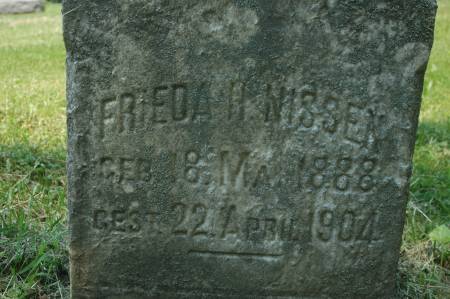 FRIEDA H. NISSEN
GEB. 18. MAI 1888
GEST. 22. APRIL 1904